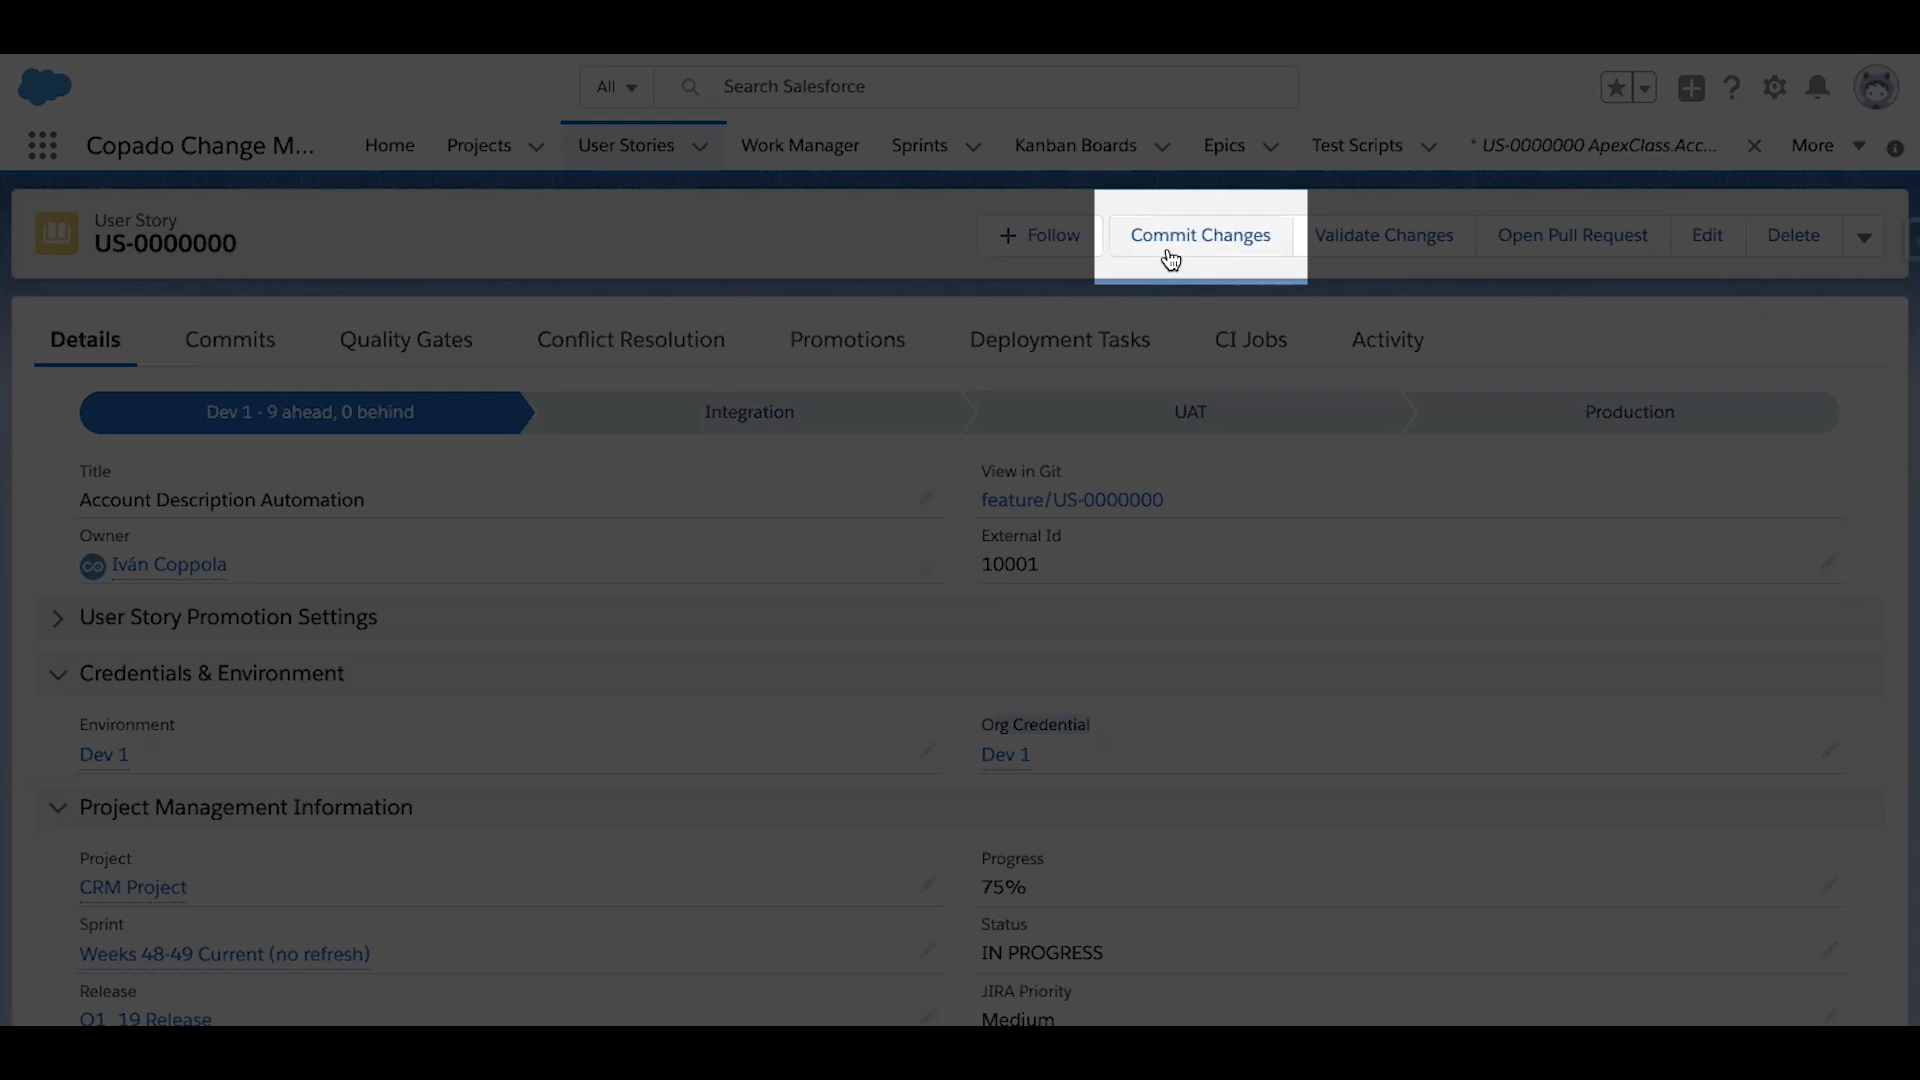 All
Search Salesforce
Copado Change M...
Home
Projects
User Stories
Work Manager
Sprints
Kanban Boards
Epics
Test Scripts
* US-0000000 ApexClass.Acc...
More
User Story
US-0000000
Follow
Commit Changes
Validate Changes
Open Pull Request
Edit
Delete
Details
Commits
Quality Gates
Conflict Resolution
Promotions
Deployment Tasks
CI Jobs
Activity
Dev 1 - 9 ahead, 0 behind
Integration
UAT
Production
Title
Account Description Automation
View in Git
feature/US-0000000
Owner
Iván Coppola
External Id
10001
User Story Promotion Settings
Credentials & Environment
Environment
Dev 1
Org Credential
Dev 1
Project Management Information
Project
CRM Project
Progress
75%
Sprint
Weeks 48-49 Current (no refresh)
Status
IN PROGRESS
Release
Q1_19 Release
JIRA Priority
Medium